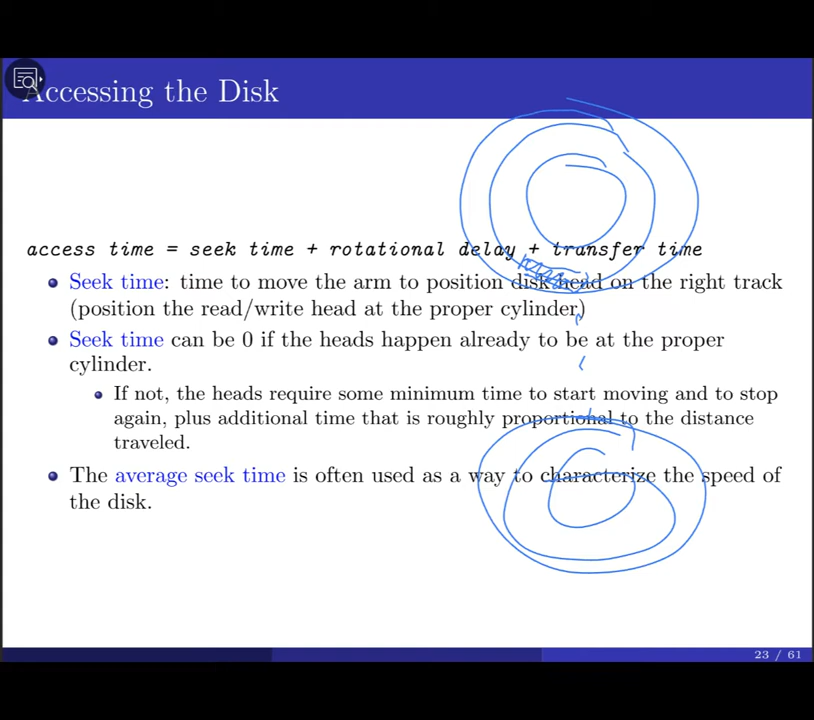 Accessing the Disk
access time = seek time + rotational delay + transfer time
Seek time: time to move the arm to position disk head on the right track
(position the read/write head at the proper cylinder)
Seek time can be 0 if the heads happen already to be at the proper
cylinder.
If not, the heads require some minimum time to start moving and to stop
again, plus additional time that is roughly proportional to the distance
traveled.
The average seek time is often used as a way to characterize the speed of
the disk.
23 / 61